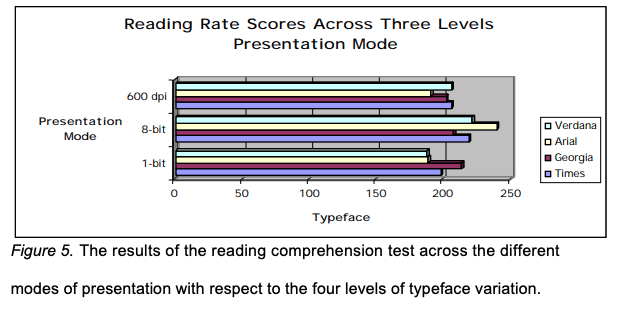 Reading Rate Scores Across Three Levels
Presentation Mode
Presentation
Mode
600 dpi
8-bit
1-bit
0 50 100 150 200 250
Typeface
Verdana
Arial
Georgia
Times
Figure 5. The results of the reading comprehension test across the different
modes of presentation with respect to the four levels of typeface variation.